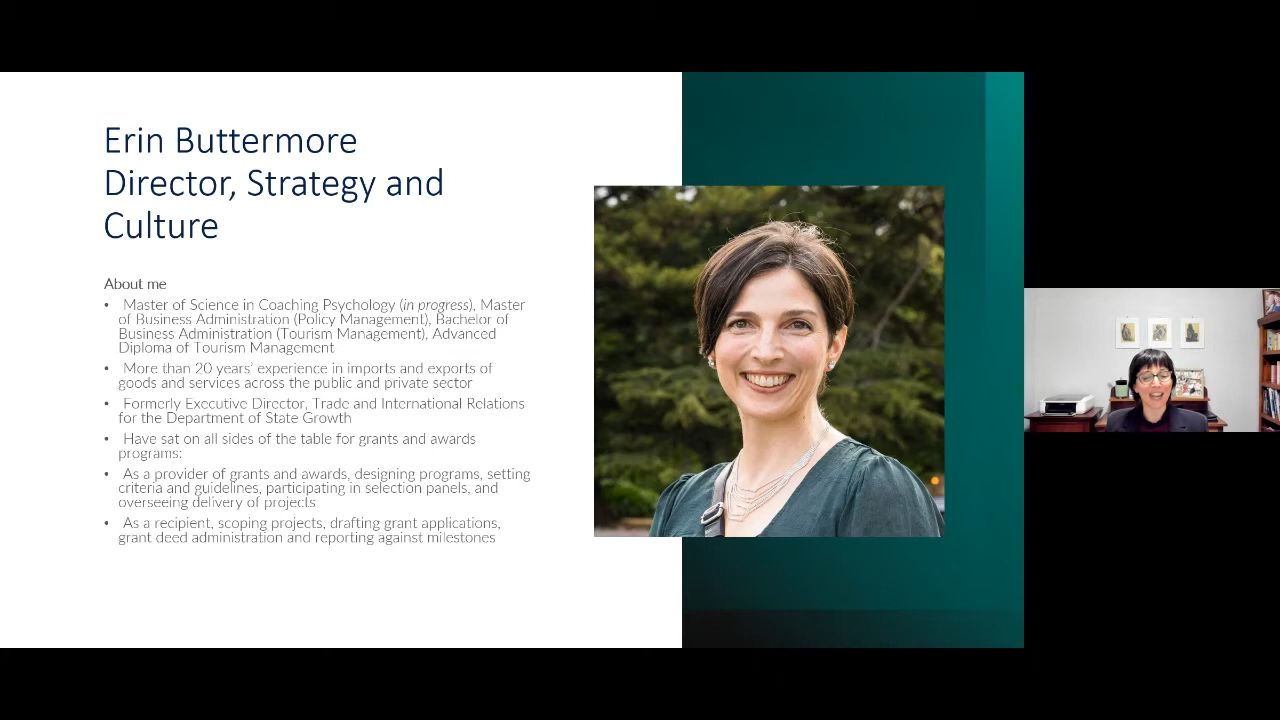 Erin Buttermore
Director, Strategy and
Culture
About me
• Master of Science in Coaching Psychology (in progress), Master
of Business Administration (Policy Management), Bachelor of
Business Administration (Tourism Management), Advanced
Diploma of Tourism Management
• More than 20 years' experience in imports and exports of
goods and services across the public and private sector
• Formerly Executive Director, Trade and International Relations
for the Department of State Growth
• Have sat on all sides of the table for grants and awards
programs:
• As a provider of grants and awards, designing programs, setting
criteria and guidelines, participating in selection panels, and
overseeing delivery of projects
• As a recipient, scoping projects, drafting grant applications,
grant deed administration and reporting against milestones